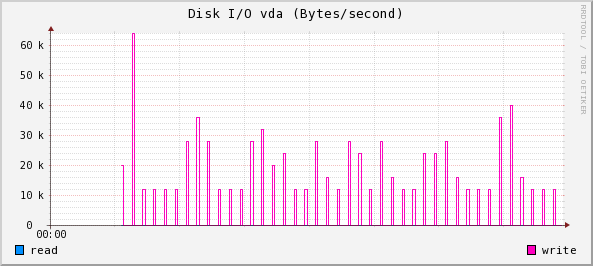 Disk I/O vda (Bytes/second)
RRDTOOL / TOBI OETIKER
60 k
50 k
40 k
30 k
20 k
10 k
0
00:00
read
write